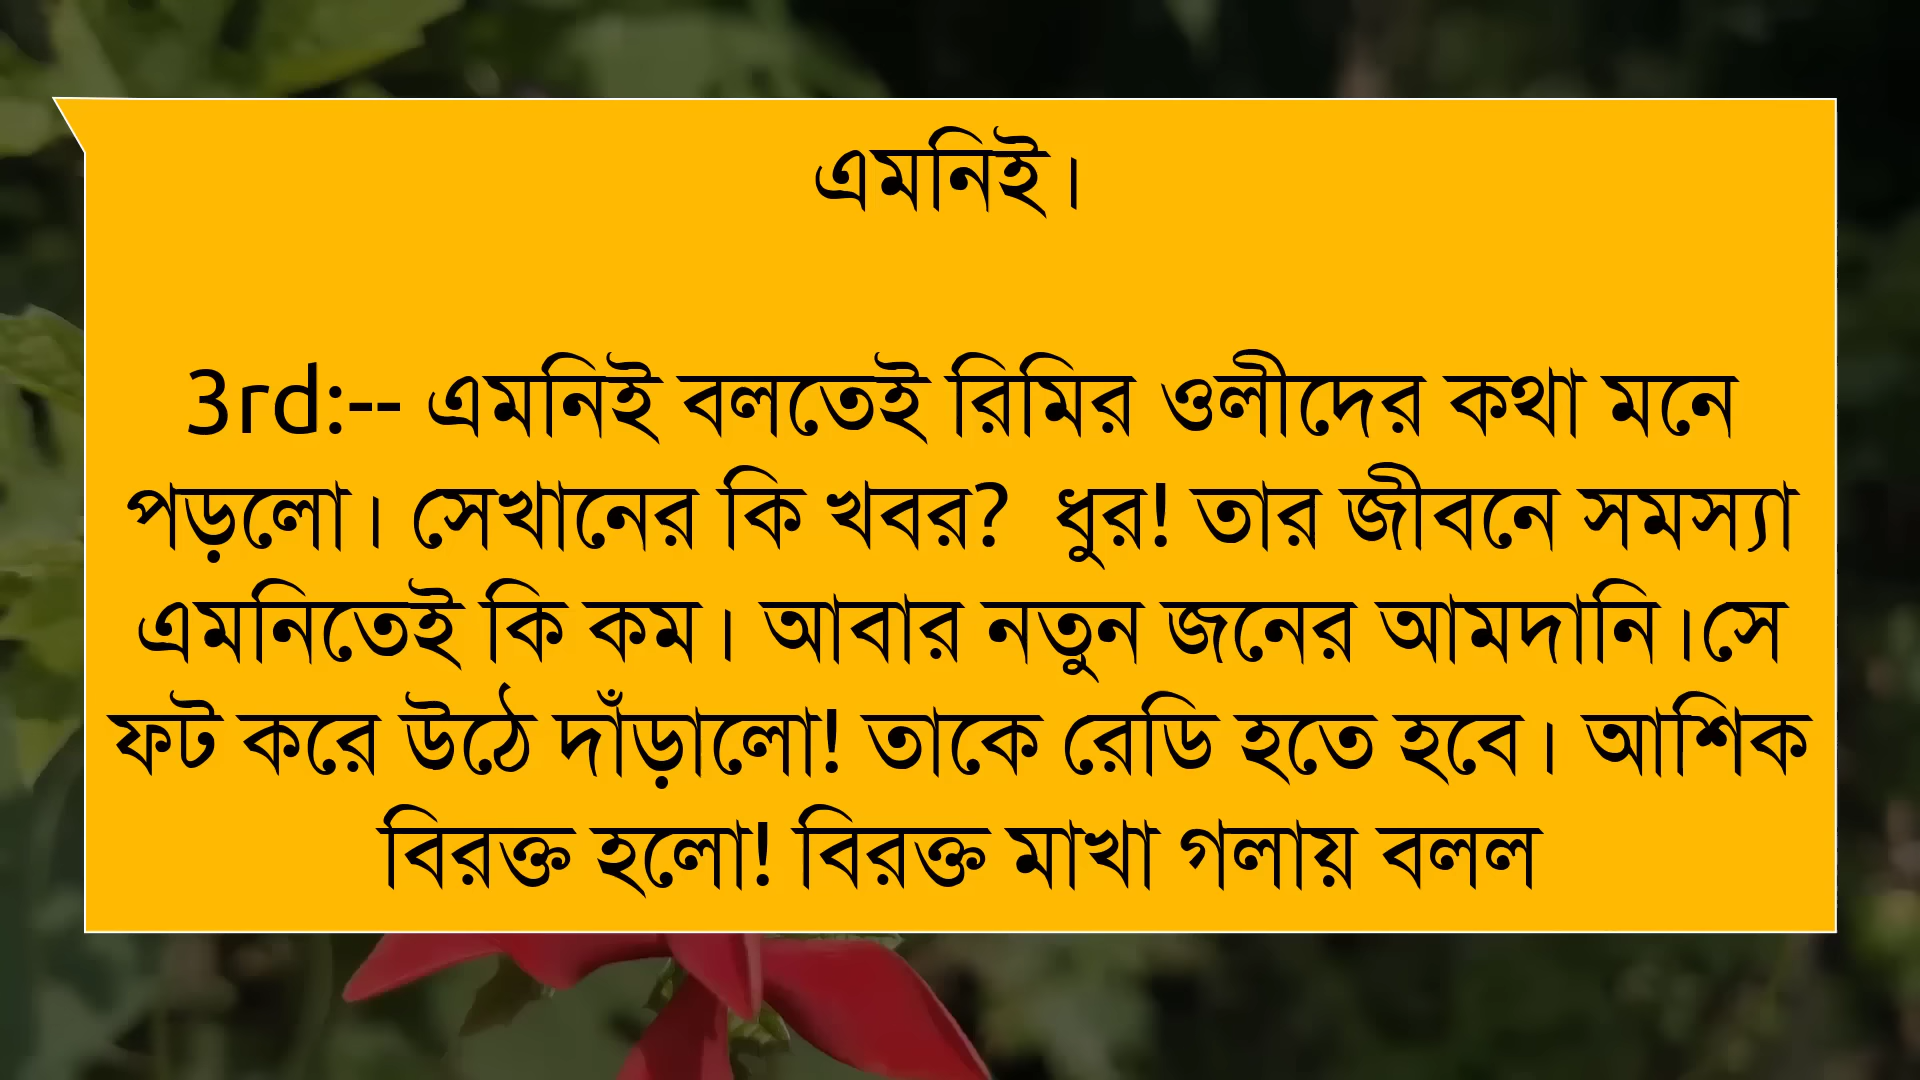 এমনিই।
3rd:-- এমনিই বলতেই রিমির ওলীদের কথা মনে
পড়লো। সেখানের কি খবর?  ধুর! তার জীবনে সমস্যা
এমনিতেই কি কম। আবার নতুন জনের আমদানি।সে
ফট করে উঠে দাঁড়ালো! তাকে রেডি হতে হবে। আশিক
বিরক্ত হলো! বিরক্ত মাখা গলায় বলল